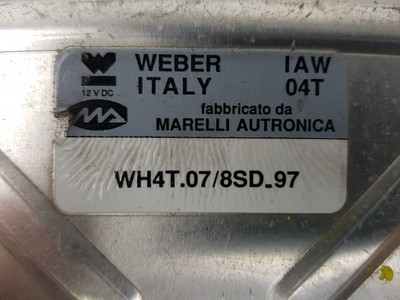 WEBER IAW
ITALY 04T
12 V DC
fabbricato da
MARELLI AUTRONICA
WH4T.07/8SD.97